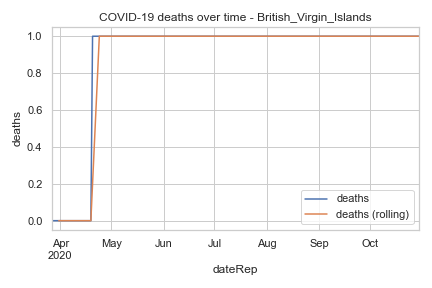 COVID-19 deaths over time - British_Virgin_Islands
deaths
1.0
0.8
0.6
0.4
0.2
0.0
deaths
deaths (rolling)
Apr
2020
May
Jun
Jul
Aug
Sep
Oct
dateRep